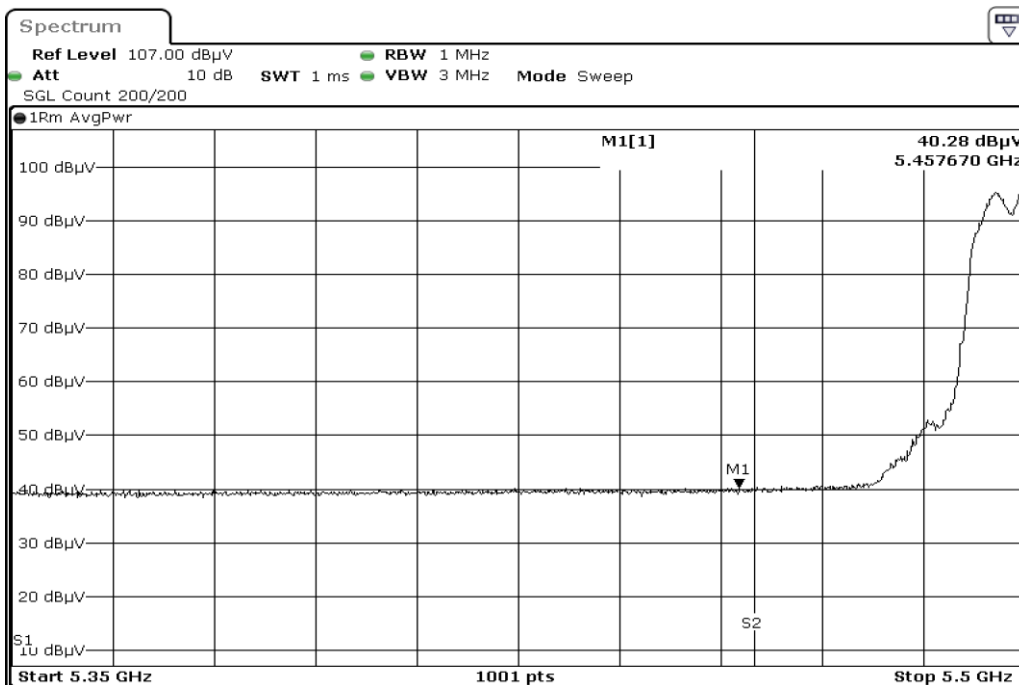 Spectrum
Ref Level 107.00 dBµV RBW 1 MHz
Att 10 dB SWT 1 ms VBW 3 MHz Mode Sweep
SGL Count 200/200
1Rm AvgPwr
M1[1] 40.28 dBµV
5.457670 GHz
100 dBµV
90 dBµV
80 dBµV
70 dBµV
60 dBµV
50 dBµV
M1
40 dBµV
30 dBµV
20 dBµV
S2
S1
10 dBµV
Start 5.35 GHz 1001 pts Stop 5.5 GHz